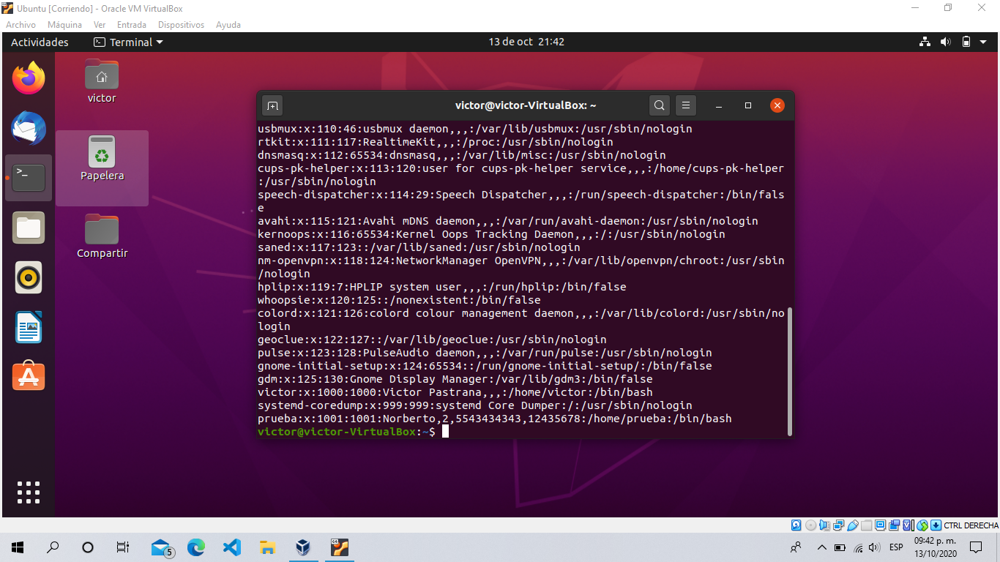 Ubuntu [Corriendo] - Oracle VM VirtualBox
Archivo Máquina Ver Entrada Dispositivos Ayuda
Actividades Terminal 13 de oct 21:42
victor
Papelera
Compartir
victor@victor-VirtualBox: ~
usbmux:x:110:46:usbmux daemon,,,:/var/lib/usbmux:/usr/sbin/nologin
rtkit:x:111:117:RealtimeKit,,,:/proc:/usr/sbin/nologin
dnsmasq:x:112:65534:dnsmasq,,,:/var/lib/misc:/usr/sbin/nologin
cups-pk-helper:x:113:120:user for cups-pk-helper service,,,:/home/cups-pk-helper
:/usr/sbin/nologin
speech-dispatcher:x:114:29:Speech Dispatcher,,,:/run/speech-dispatcher:/bin/fals
e
avahi:x:115:121:Avahi mDNS daemon,,,:/var/run/avahi-daemon:/usr/sbin/nologin
kernoops:x:116:65534:Kernel Oops Tracking Daemon,,,:/:/usr/sbin/nologin
saned:x:117:123::/var/lib/saned:/usr/sbin/nologin
nm-openvpn:x:118:124:NetworkManager OpenVPN,,,:/var/lib/openvpn/chroot:/usr/sbin
/nologin
hplip:x:119:7:HPLIP system user,,,:/run/hplip:/bin/false
whoopsie:x:120:125::/nonexistent:/bin/false
colord:x:121:126:colord colour management daemon,,,:/var/lib/colord:/usr/sbin/no
login
geoclue:x:122:127::/var/lib/geoclue:/usr/sbin/nologin
pulse:x:123:128:PulseAudio daemon,,,:/var/run/pulse:/usr/sbin/nologin
gnome-initial-setup:x:124:65534::/run/gnome-initial-setup/:/bin/false
gdm:x:125:130:Gnome Display Manager:/var/lib/gdm3:/bin/false
victor:x:1000:1000:Victor Pastrana,,,:/home/victor:/bin/bash
systemd-coredump:x:999:999:systemd Core Dumper:/:/usr/sbin/nologin
prueba:x:1001:1001:Norberto,2,5543434343,12435678:/home/prueba:/bin/bash
victor@victor-VirtualBox:~$
CTRL DERECHA
5
ESP
09:42 p. m.
13/10/2020